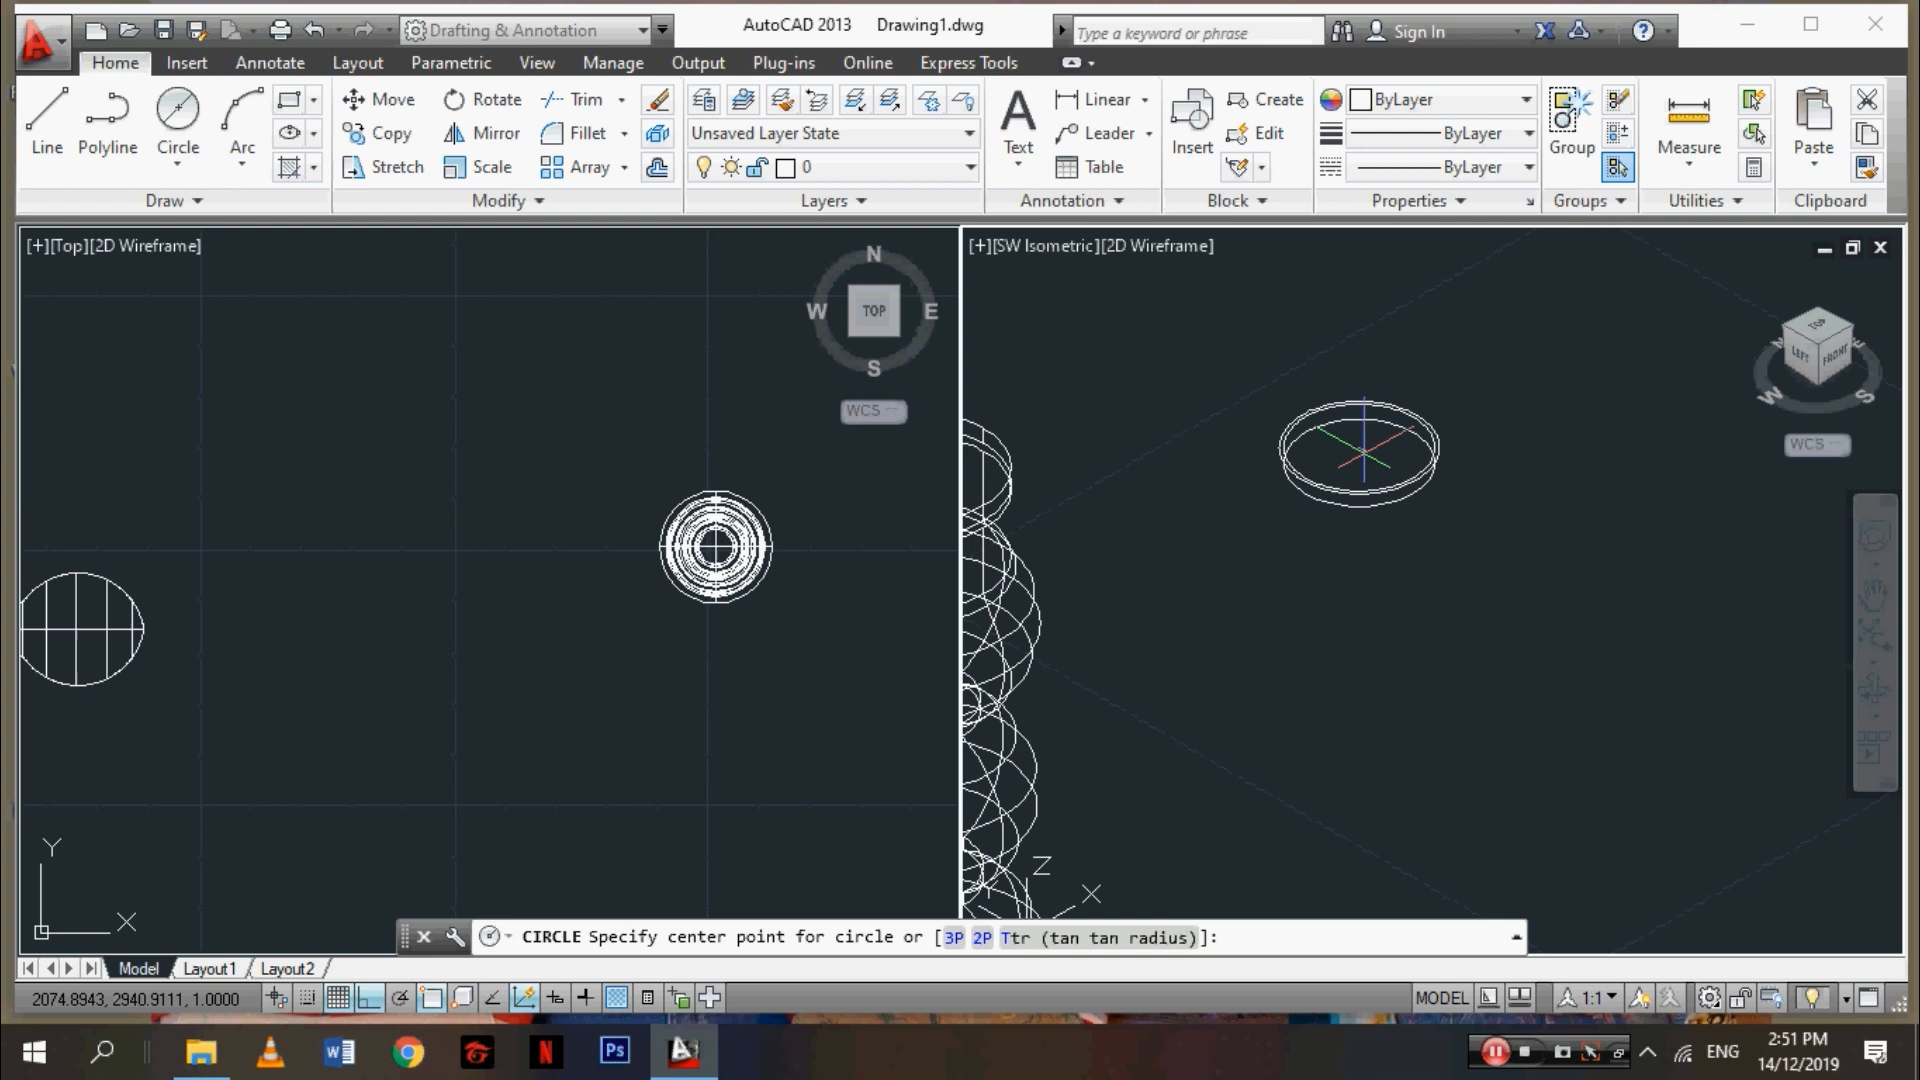 Drafting & Annotation
AutoCAD 2013 Drawing1.dwg
Type a keyword or phrase
Sign In
Home Insert Annotate Layout Parametric View Manage Output Plug-ins Online Express Tools
Line Polyline Circle Arc
Move Rotate Trim
Copy Mirror Fillet
Stretch Scale Array
Unsaved Layer State
0
Text
Linear
Leader
Table
Insert
Create
Edit
ByLayer
ByLayer
ByLayer
Group
Measure
Paste
Draw Modify Layers Annotation Block Properties Groups Utilities Clipboard
[+][Top][2D Wireframe]
N
W TOP E
S
WCS
[+][SW Isometric][2D Wireframe]
TOP
LEFT FRONT
W S
WCS
Y
X
Z
X
CIRCLE Specify center point for circle or [3P 2P Ttr (tan tan radius)]:
Model Layout1 Layout2
2074.8943, 2940.9111, 1.0000
MODEL
1:1
W N Ps A
ENG
2:51 PM
14/12/2019